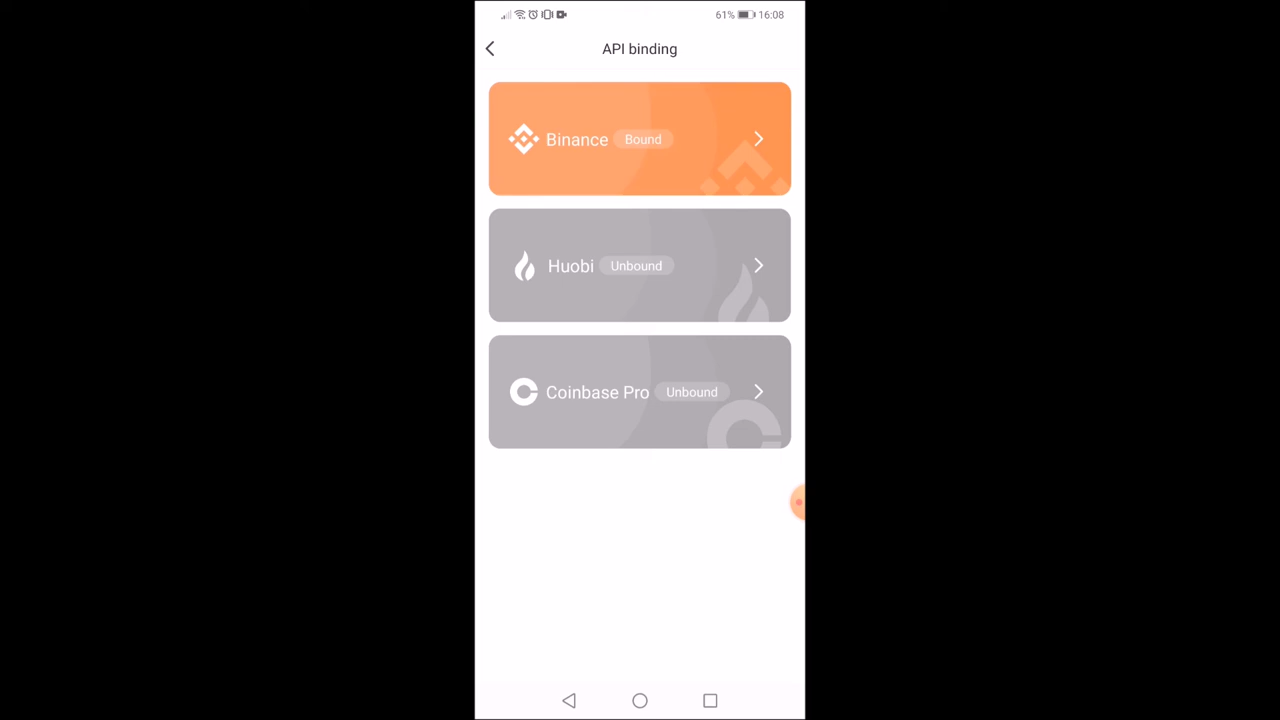 61% 16:08
API binding
Binance Bound
Huobi Unbound
Coinbase Pro Unbound